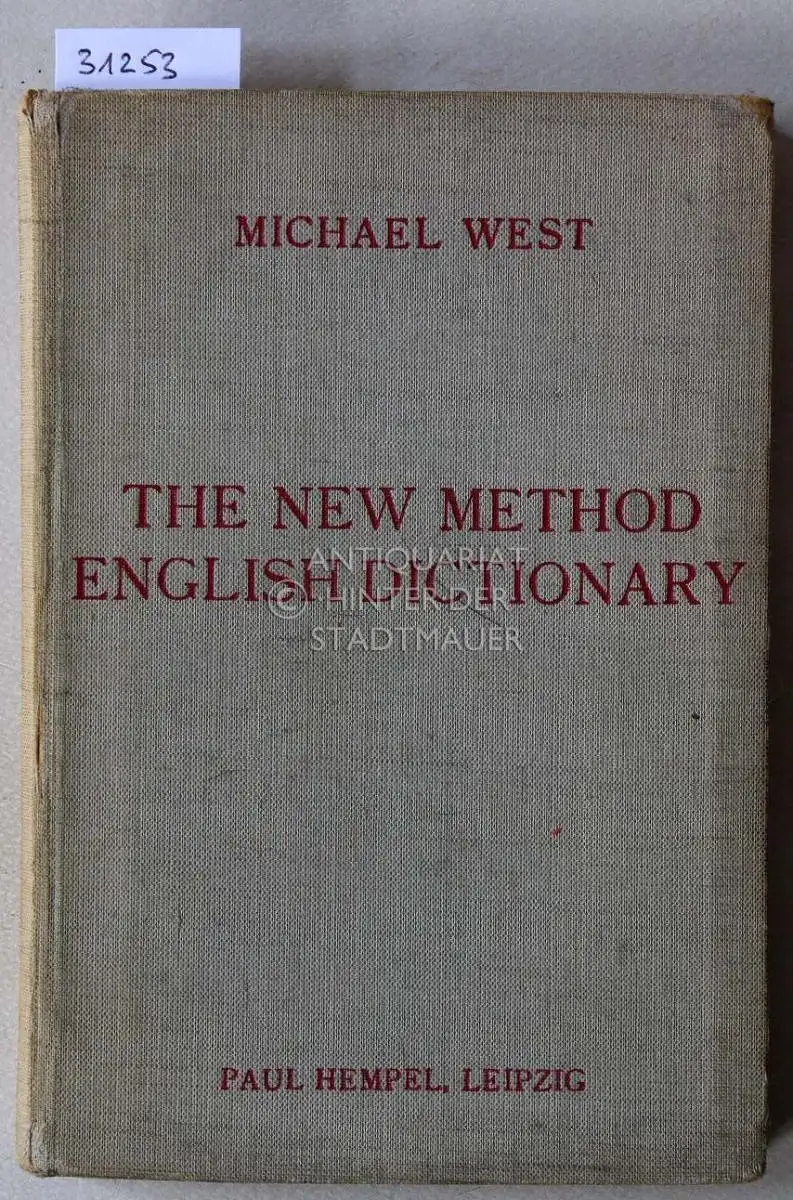 31253
MICHAEL WEST
THE NEW METHOD
ENGLISH DICTIONARY
© ANTIQUARIAT
HINTER DER
STADTMAUER
PAUL HEMPEL, LEIPZIG